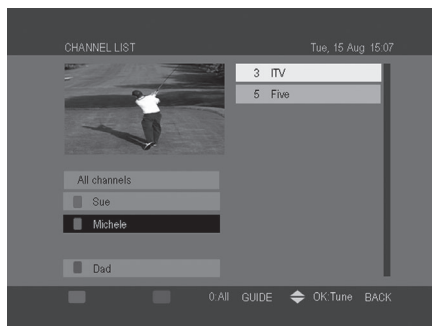 CHANNEL LIST
Tue, 15 Aug 15:07
3 ITV
5 Five
All channels
Sue
Michele
Dad
0:All GUIDE OK:Tune BACK